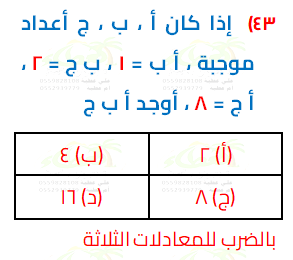 ٤٣) إذا كان أ ، ب ، ج أعداد
موجبة ، أ ب = ١ ، ب ج = ٢ ،
أ ج = ٨ ، أوجد أ ب ج
(أ) ٢
(ب) ٤
(ج) ٨
(د) ١٦
بالضرب للمعادلات الثلاثة